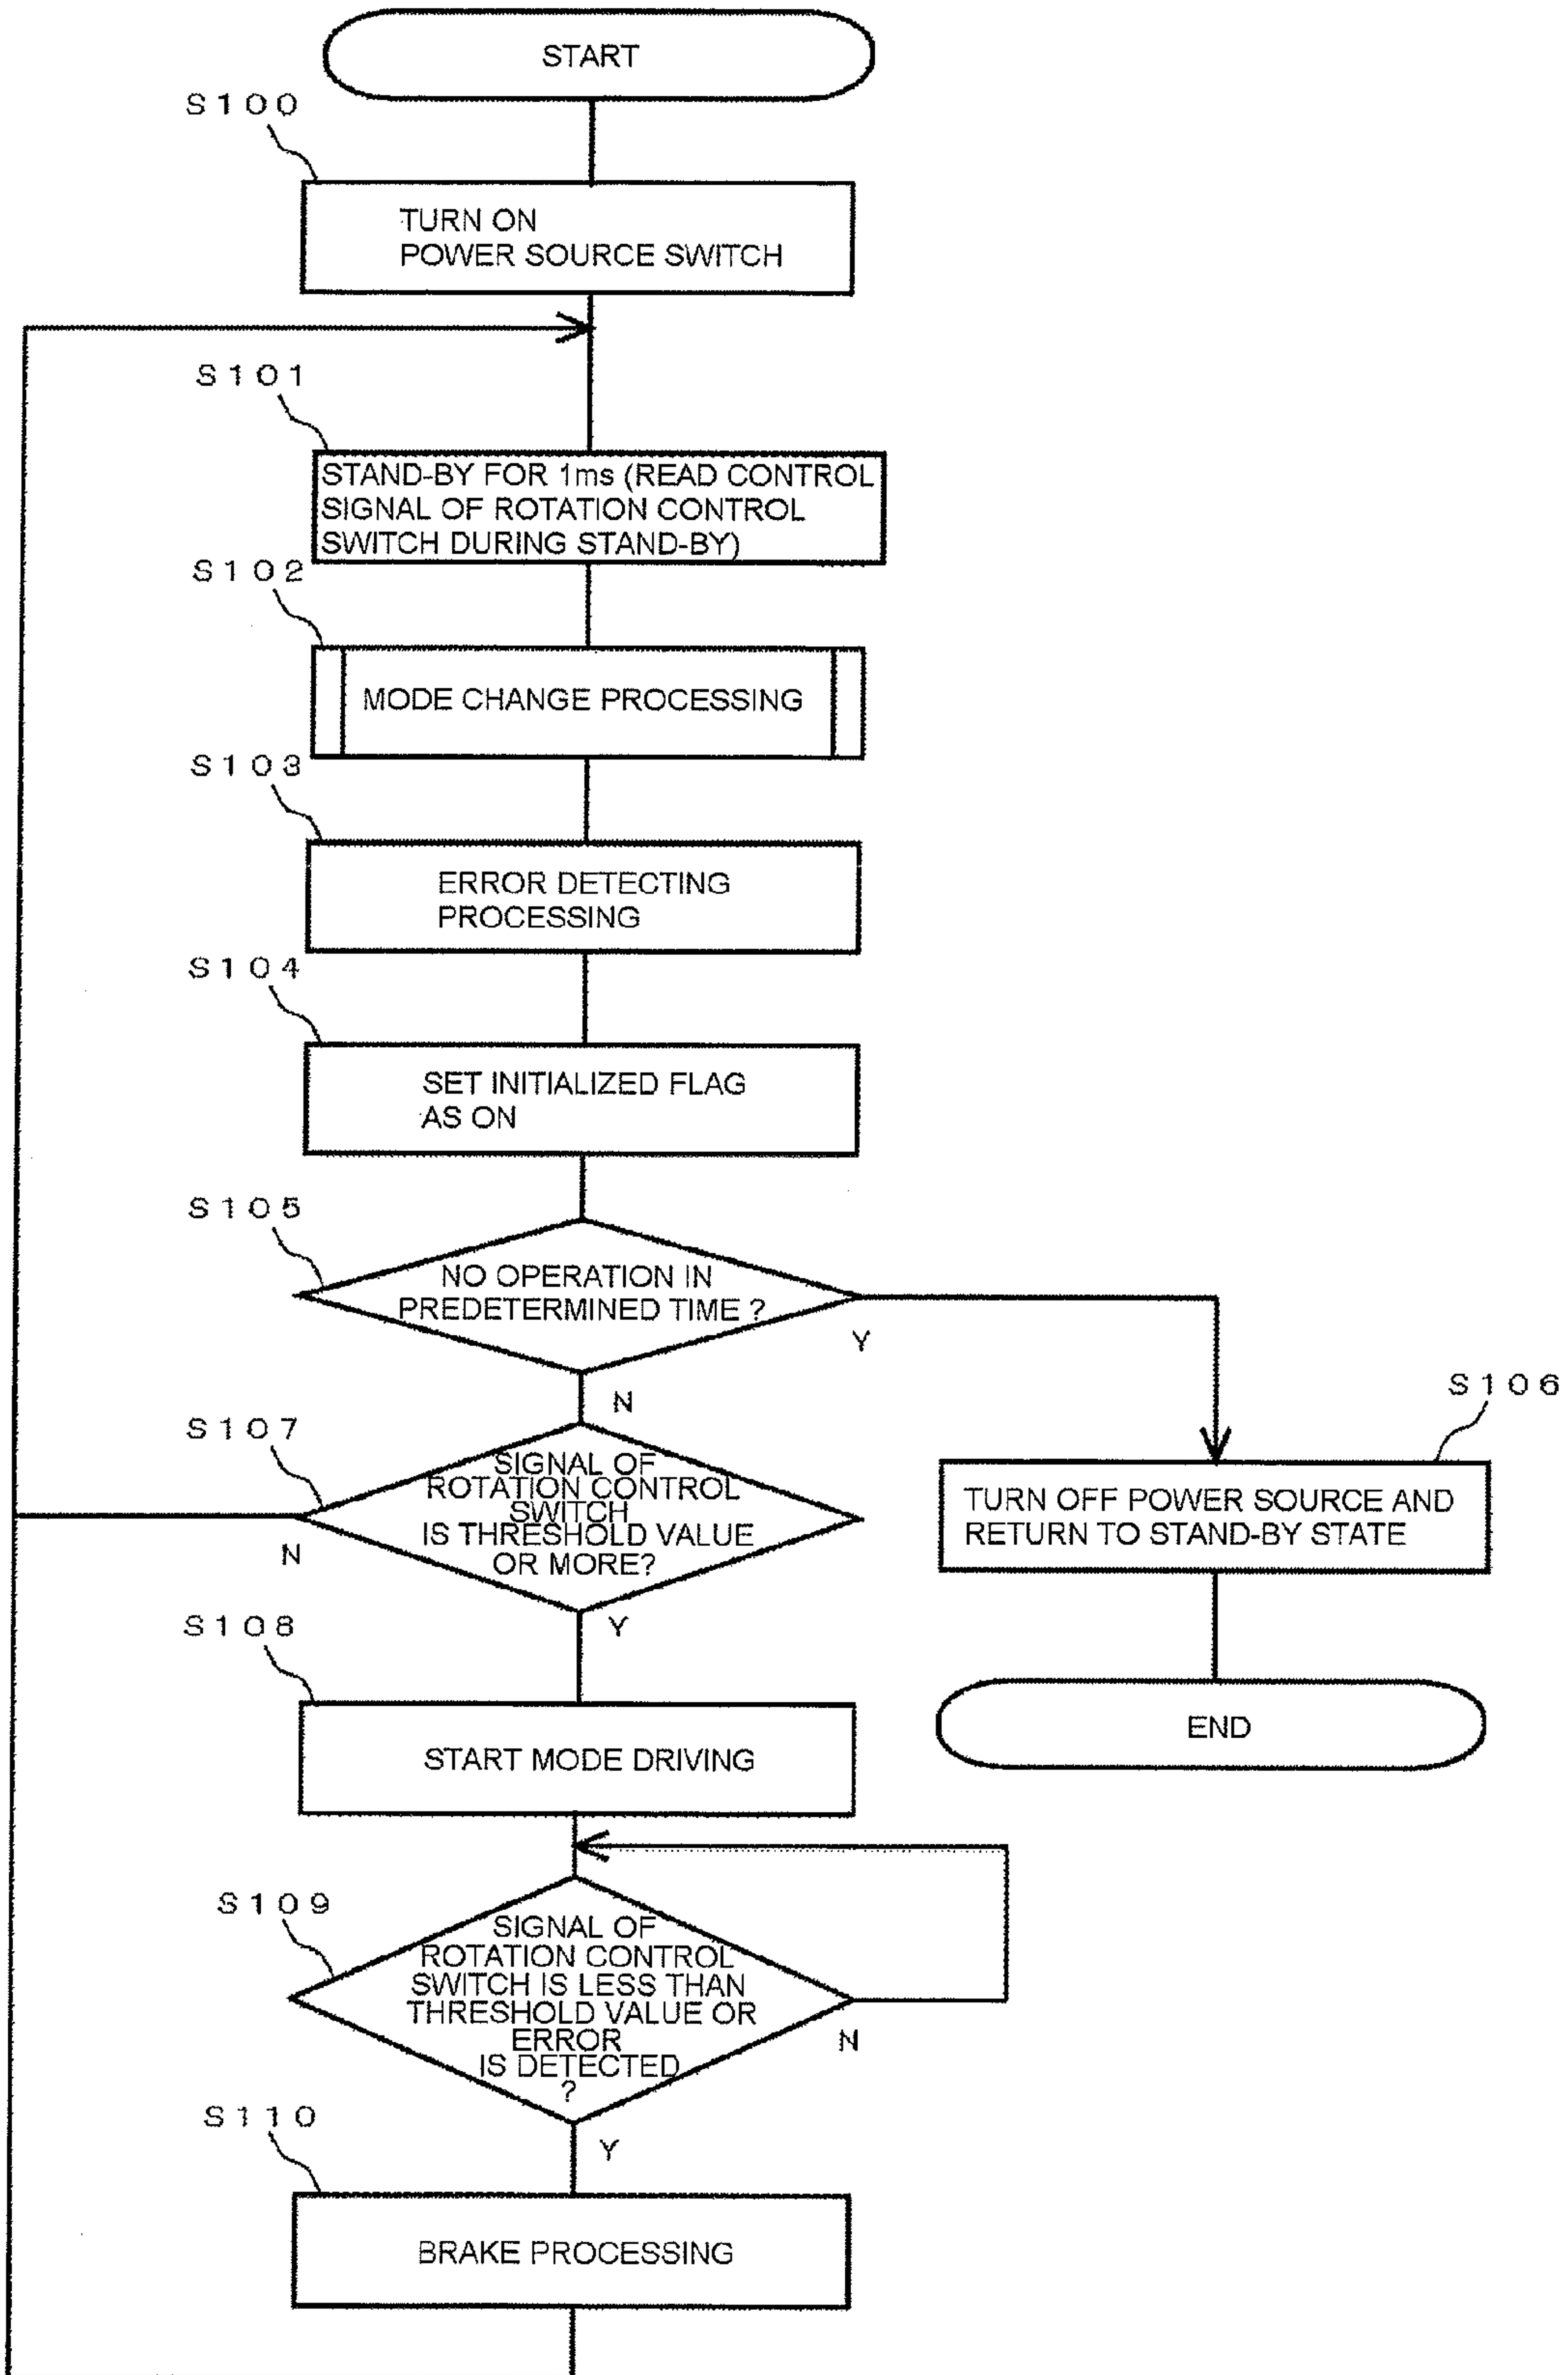 START
S100
TURN ON
POWER SOURCE SWITCH
S101
STAND-BY FOR 1ms (READ CONTROL
SIGNAL OF ROTATION CONTROL
SWITCH DURING STAND-BY)
S102
MODE CHANGE PROCESSING
S103
ERROR DETECTING
PROCESSING
S104
SET INITIALIZED FLAG
AS ON
S105
NO OPERATION IN
PREDETERMINED TIME ?
Y
N
S106
TURN OFF POWER SOURCE AND
RETURN TO STAND-BY STATE
END
S107
SIGNAL OF
ROTATION CONTROL
SWITCH
IS THRESHOLD VALUE
OR MORE?
N
Y
S108
START MODE DRIVING
S109
SIGNAL OF
ROTATION CONTROL
SWITCH IS LESS THAN
THRESHOLD VALUE OR
ERROR
IS DETECTED
?
N
Y
S110
BRAKE PROCESSING